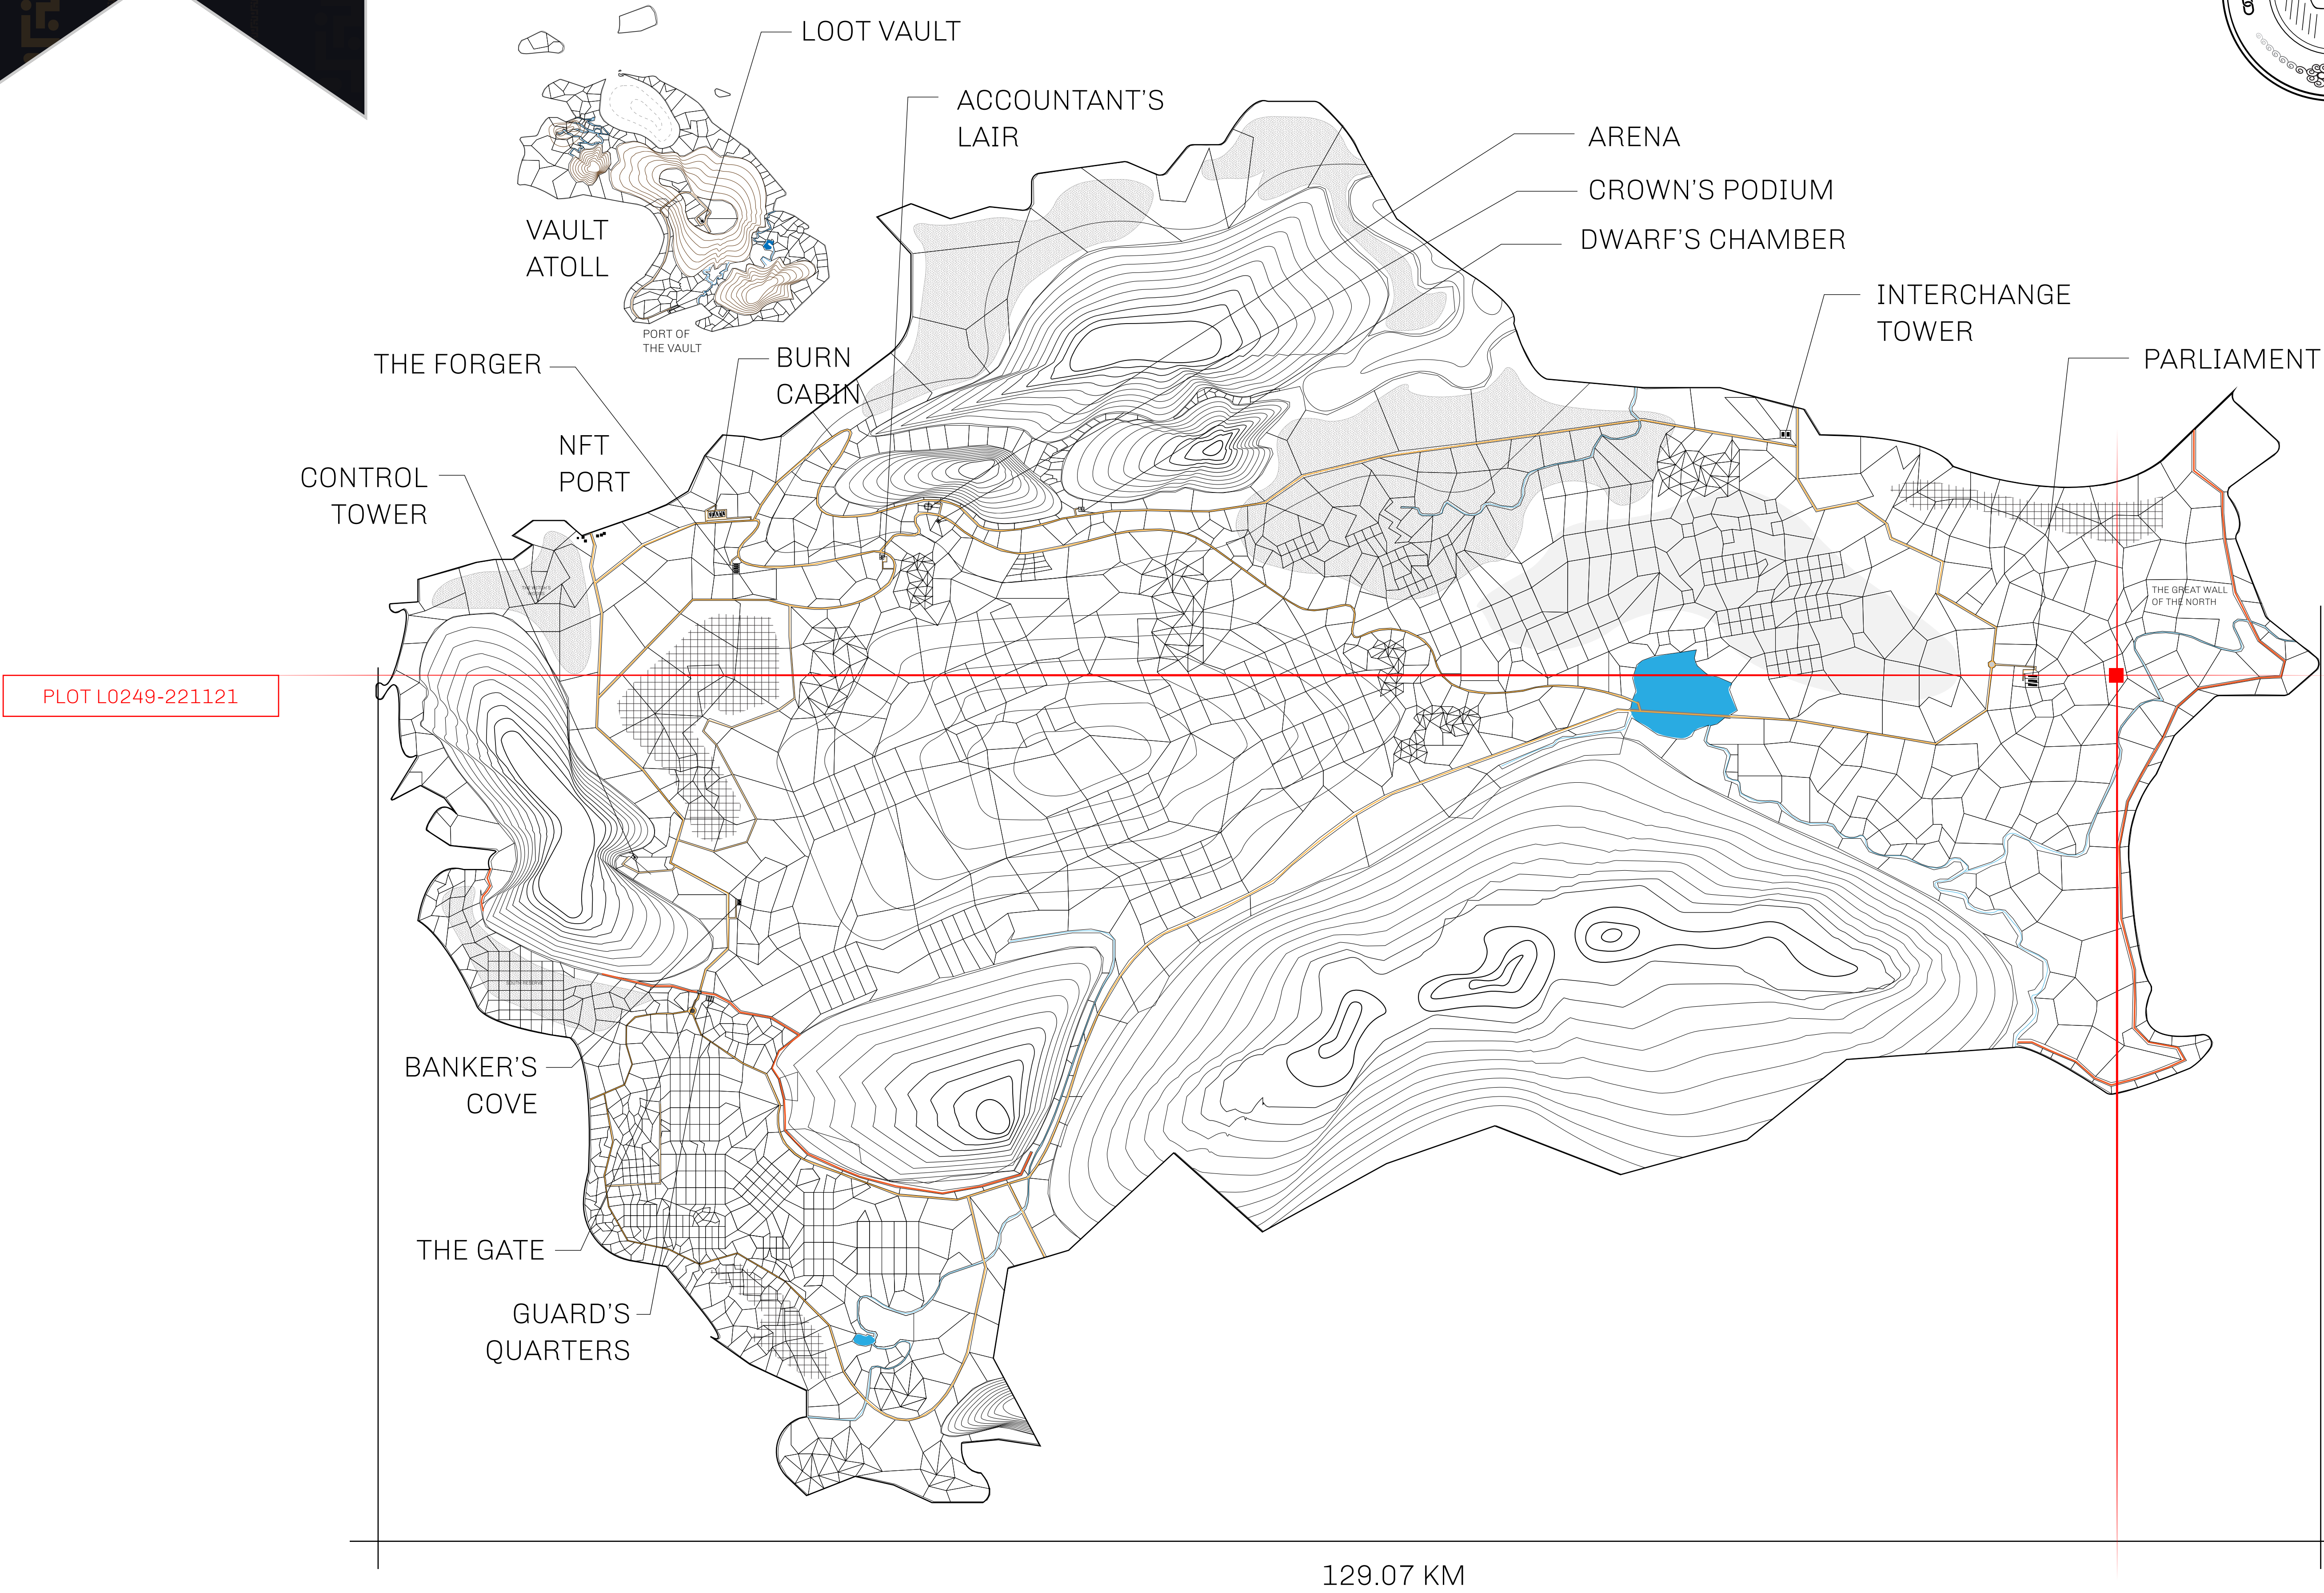 LOOT VAULT
ACCOUNTANT'S
LAIR
ARENA
CROWN'S PODIUM
DWARF'S CHAMBER
VAULT
ATOLL
INTERCHANGE
TOWER
PORT OF
THE VAULT
PARLIAMENT
THE FORGER
BURN
CABIN
NFT
PORT
CONTROL
TOWER
THE GREAT WALL
OF THE NORTH
PLOT L0249-221121
SOUTH RESERVE
BANKER'S
COVE
THE GATE
GUARD'S
QUARTERS
129.07 KM